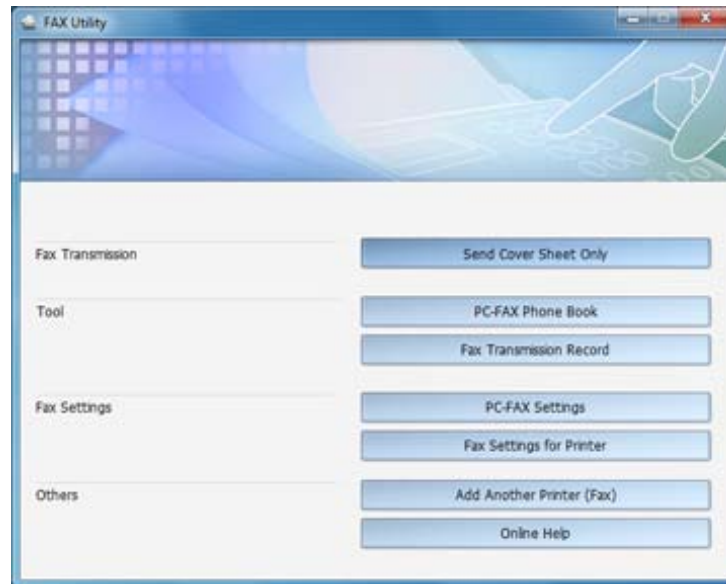 FAX Utility
Fax Transmission
Send Cover Sheet Only
Tool
PC-FAX Phone Book
Fax Transmission Record
Fax Settings
PC-FAX Settings
Fax Settings for Printer
Others
Add Another Printer (Fax)
Online Help